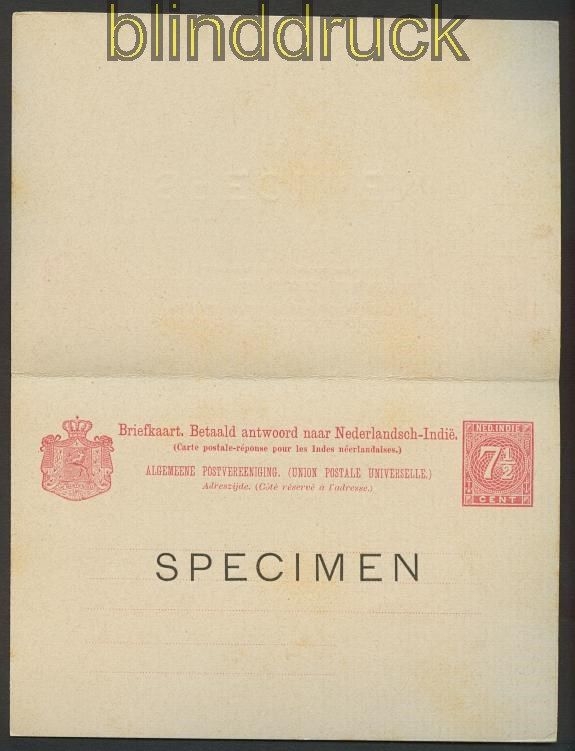 blinddruck
Briefkaart. Betaald antwoord naar Nederlandsch-Indië.
(Carte postale-réponse pour les Indes néerlandaises.)
ALGEMEENE POSTVEREENIGING. (UNION POSTALE UNIVERSELLE.)
Adreszijde. (Côté réservé à l'adresse.)
NED. INDIE
7½
CENT
SPECIMEN